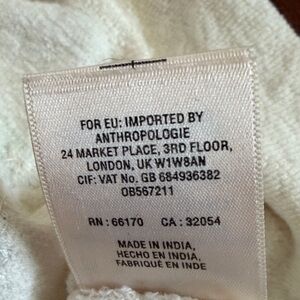 FOR EU: IMPORTED BY
ANTHROPOLOGIE
24 MARKET PLACE, 3RD FLOOR,
LONDON, UK W1W8AN
CIF: VAT No. GB 684936382
OB567211
RN : 66170 CA : 32054
MADE IN INDIA,
HECHO EN INDIA,
FABRIQUÉ EN INDE